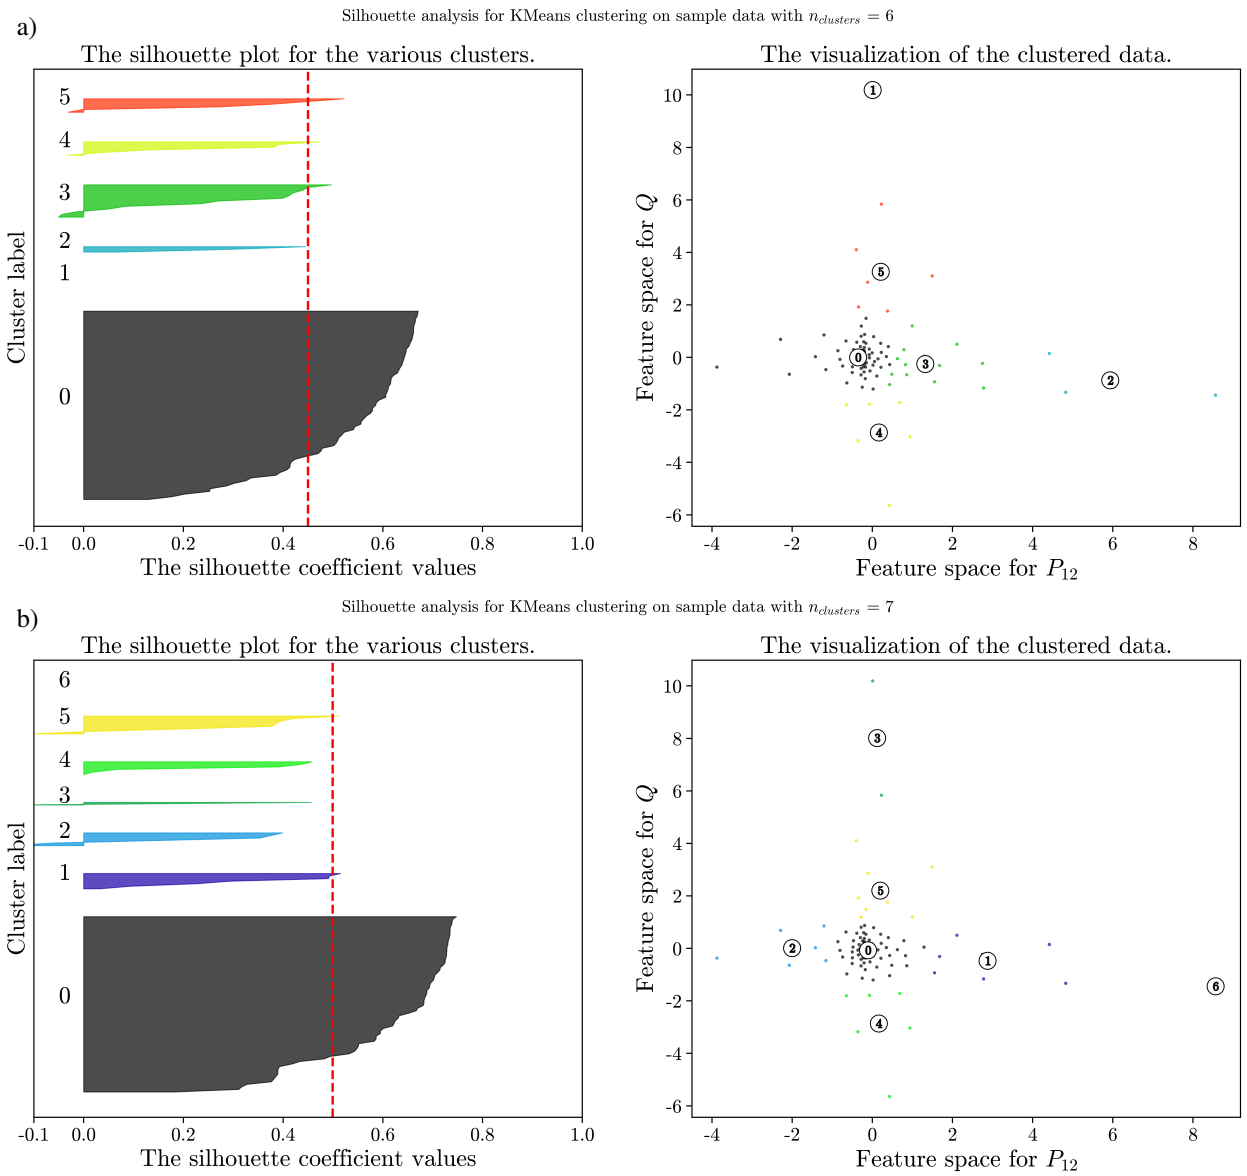 a)
Silhouette analysis for KMeans clustering on sample data with n_clusters = 6
The silhouette plot for the various clusters.
5
4
3
2
1
0
Cluster label
-0.1 0.0 0.2 0.4 0.6 0.8 1.0
The silhouette coefficient values
The visualization of the clustered data.
10
8
6
4
2
0
-2
-4
-6
Feature space for Q
1
5
0
3
2
4
-4 -2 0 2 4 6 8
Feature space for P_12
b)
Silhouette analysis for KMeans clustering on sample data with n_clusters = 7
The silhouette plot for the various clusters.
6
5
4
3
2
1
0
Cluster label
-0.1 0.0 0.2 0.4 0.6 0.8 1.0
The silhouette coefficient values
The visualization of the clustered data.
10
8
6
4
2
0
-2
-4
-6
Feature space for Q
3
5
2
0
1
6
4
-4 -2 0 2 4 6 8
Feature space for P_12